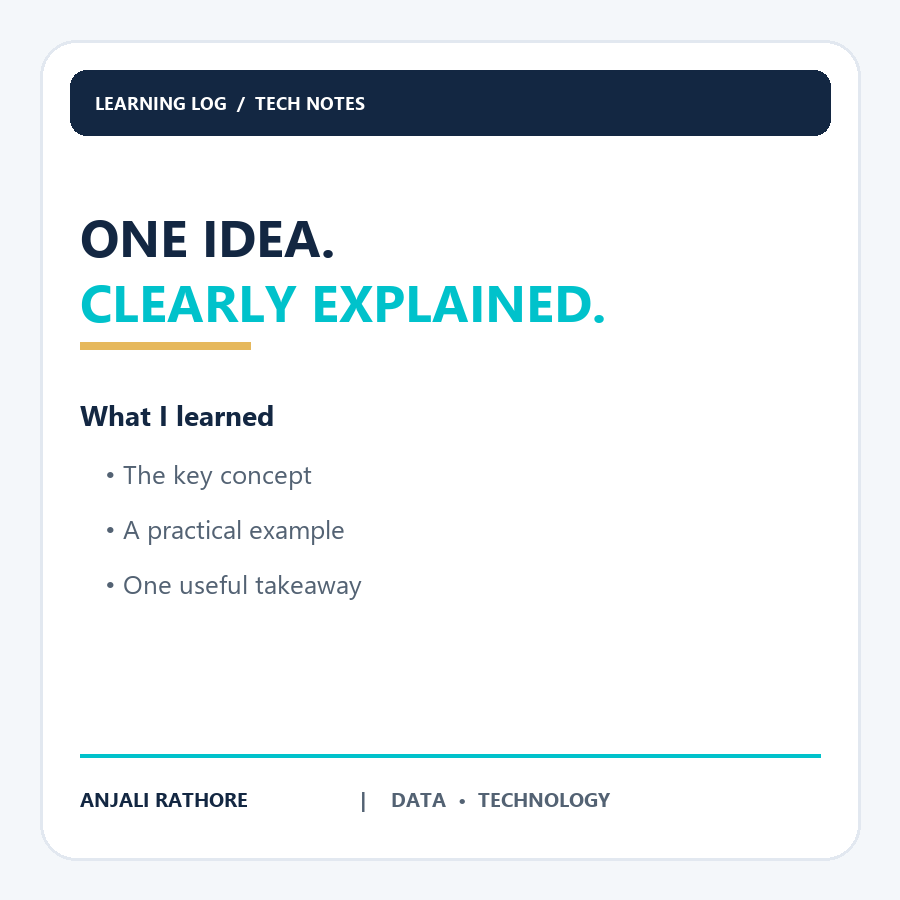 LEARNING LOG / TECH NOTES
ONE IDEA.
CLEARLY EXPLAINED.
What I learned
• The key concept
• A practical example
• One useful takeaway
ANJALI RATHORE | DATA • TECHNOLOGY